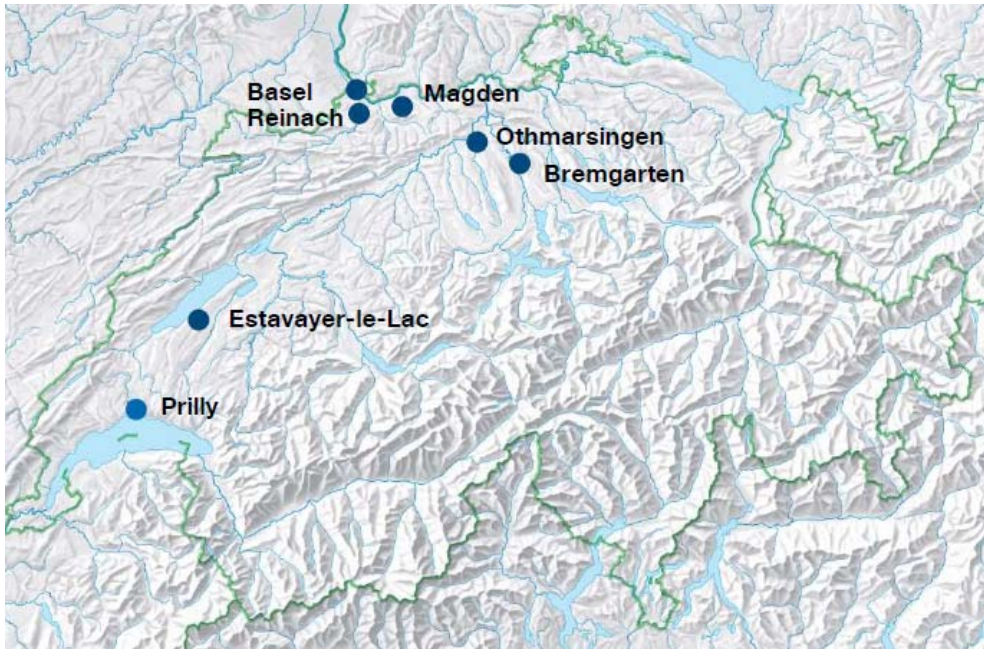 Basel
Reinach
Magden
Othmarsingen
Bremgarten
Estavayer-le-Lac
Prilly